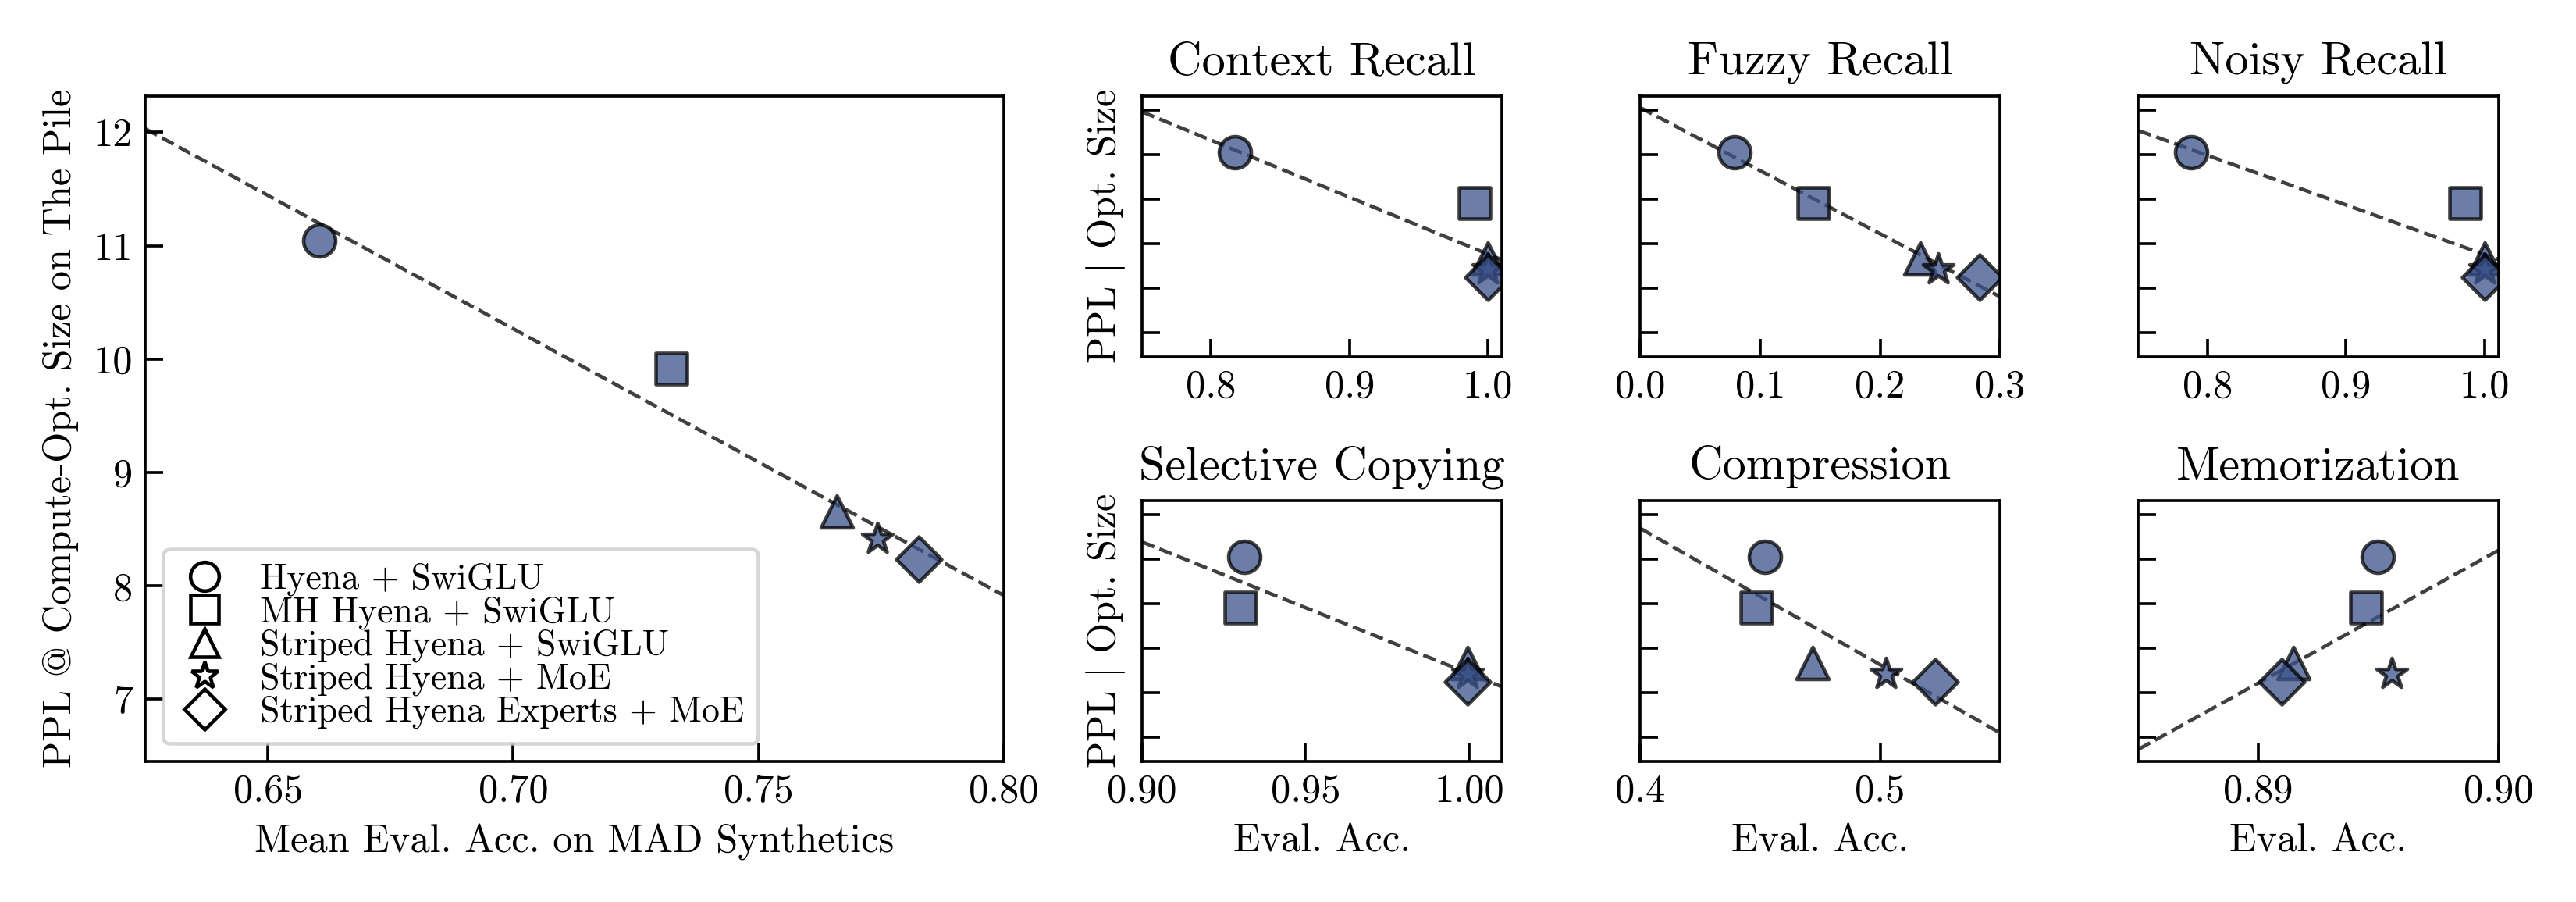 PPL @ Compute-Opt. Size on The Pile
12
11
10
9
8
7
Hyena + SwiGLU
MH Hyena + SwiGLU
Striped Hyena + SwiGLU
Striped Hyena + MoE
Striped Hyena Experts + MoE
0.65 0.70 0.75 0.80
Mean Eval. Acc. on MAD Synthetics
Context Recall
PPL | Opt. Size
0.8 0.9 1.0
Fuzzy Recall
0.0 0.1 0.2 0.3
Noisy Recall
0.8 0.9 1.0
Selective Copying
PPL | Opt. Size
0.90 0.95 1.00
Eval. Acc.
Compression
0.4 0.5
Eval. Acc.
Memorization
0.89 0.90
Eval. Acc.